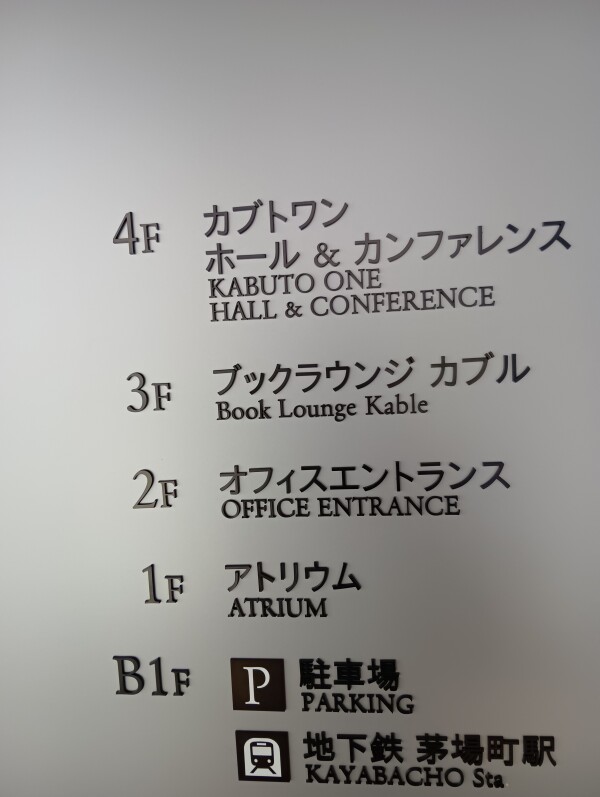 4F カブトワン
ホール & カンファレンス
KABUTO ONE
HALL & CONFERENCE
3F ブックラウンジ カブル
Book Lounge Kable
2F オフィスエントランス
OFFICE ENTRANCE
1F アトリウム
ATRIUM
B1F P 駐車場
PARKING
地下鉄 茅場町駅
KAYABACHO Sta